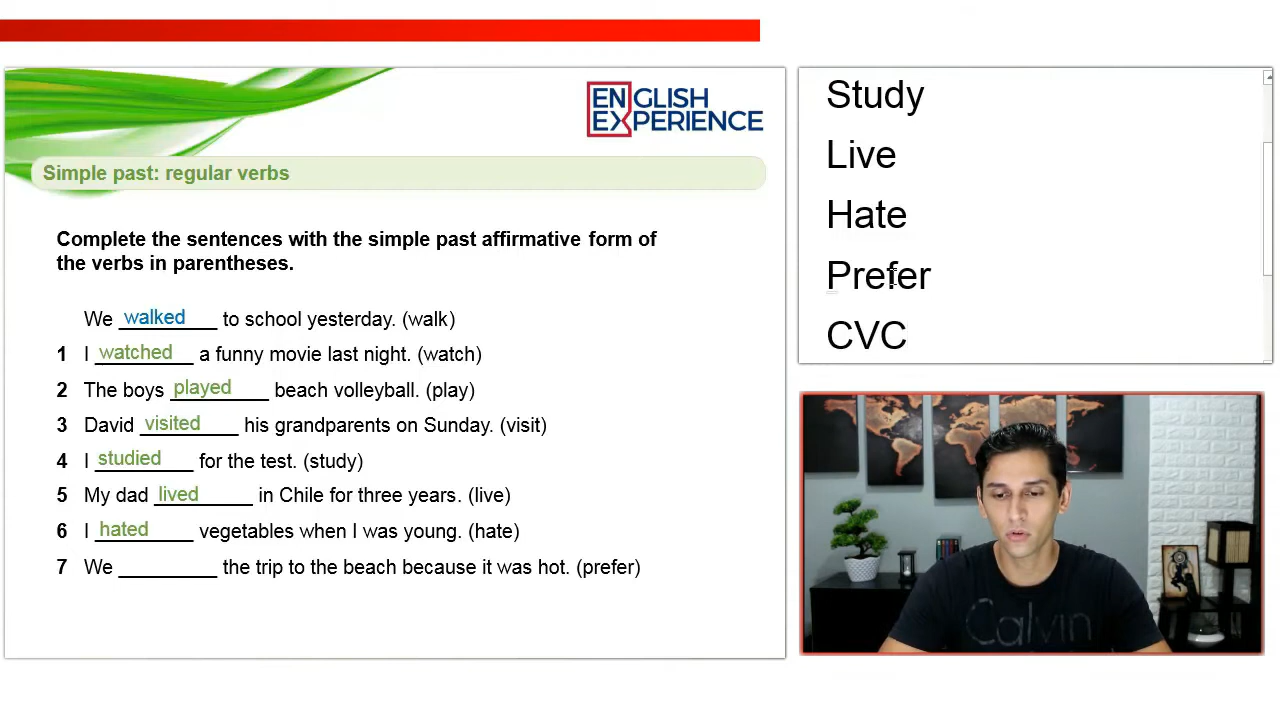 ENGLISH
EXPERIENCE
Simple past: regular verbs
Complete the sentences with the simple past affirmative form of
the verbs in parentheses.
We walked to school yesterday. (walk)
1 I watched a funny movie last night. (watch)
2 The boys played beach volleyball. (play)
3 David visited his grandparents on Sunday. (visit)
4 I studied for the test. (study)
5 My dad lived in Chile for three years. (live)
6 I hated vegetables when I was young. (hate)
7 We __________ the trip to the beach because it was hot. (prefer)
Study
Live
Hate
Prefer
CVC
Calvin